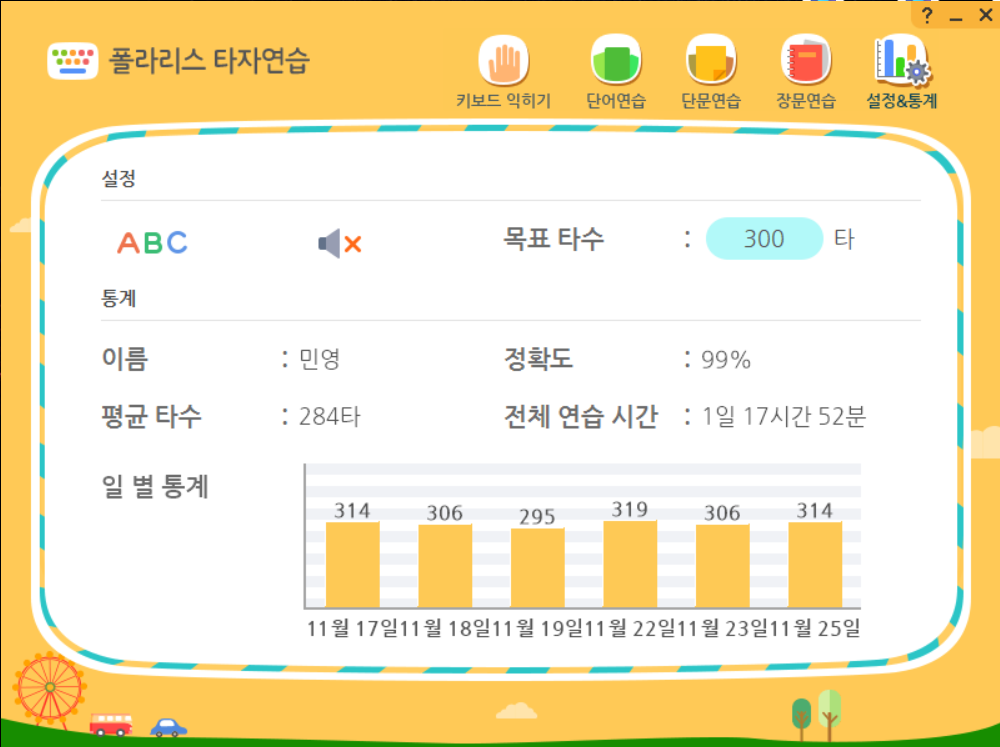 ? _ ×
폴라리스 타자연습
키보드 익히기 단어연습 단문연습 장문연습 설정&통계
설정
ABC 목표 타수 : 300 타
통계
이름 : 민영 정확도 : 99%
평균 타수 : 284타 전체 연습 시간 : 1일 17시간 52분
일 별 통계
314 306 295 319 306 314
11월 17일 11월 18일 11월 19일 11월 22일 11월 23일 11월 25일